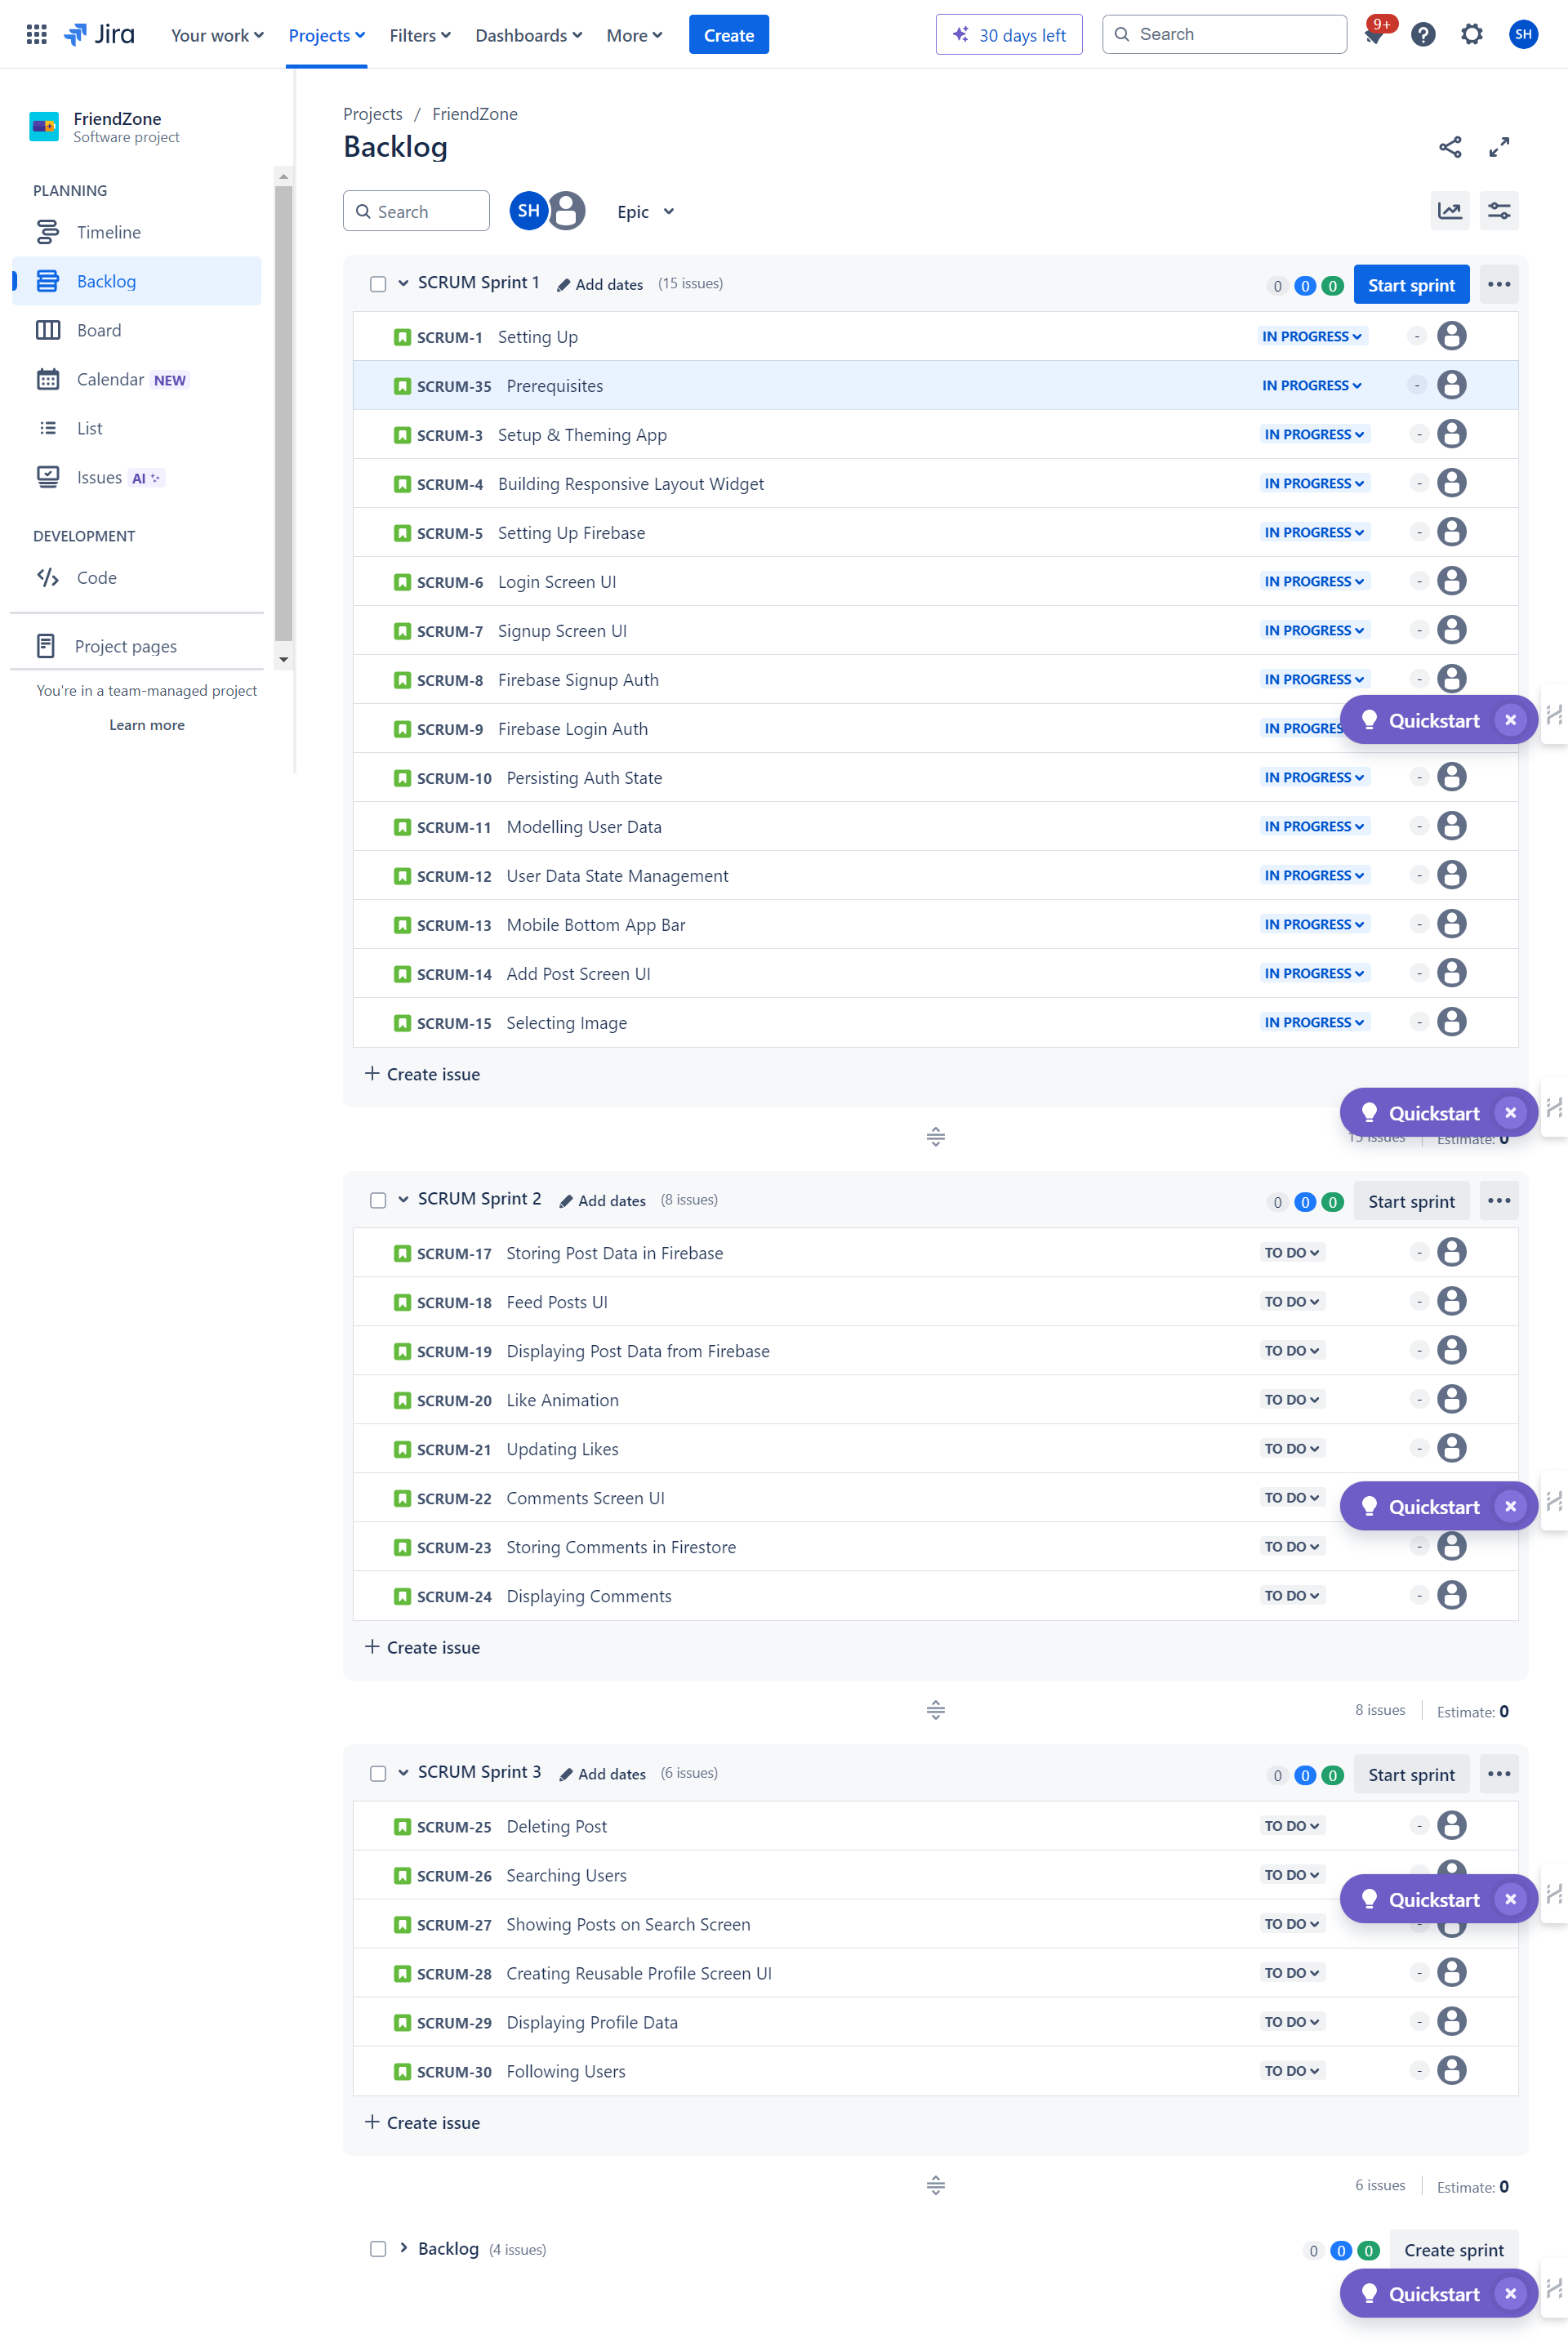 Jira Your work Projects Filters Dashboards More Create 30 days left Search 9+ SH
FriendZone
Software project
PLANNING
Timeline
Backlog
Board
Calendar NEW
List
Issues AI
DEVELOPMENT
Code
Project pages
You're in a team-managed project
Learn more
Projects / FriendZone
Backlog
Search SH Epic
SCRUM Sprint 1 Add dates (15 issues) 0 0 0 Start sprint
SCRUM-1 Setting Up IN PROGRESS -
SCRUM-35 Prerequisites IN PROGRESS -
SCRUM-3 Setup & Theming App IN PROGRESS -
SCRUM-4 Building Responsive Layout Widget IN PROGRESS -
SCRUM-5 Setting Up Firebase IN PROGRESS -
SCRUM-6 Login Screen UI IN PROGRESS -
SCRUM-7 Signup Screen UI IN PROGRESS -
SCRUM-8 Firebase Signup Auth IN PROGRESS -
SCRUM-9 Firebase Login Auth IN PROGRES
Quickstart
SCRUM-10 Persisting Auth State IN PROGRESS -
SCRUM-11 Modelling User Data IN PROGRESS -
SCRUM-12 User Data State Management IN PROGRESS -
SCRUM-13 Mobile Bottom App Bar IN PROGRESS -
SCRUM-14 Add Post Screen UI IN PROGRESS -
SCRUM-15 Selecting Image IN PROGRESS -
+ Create issue
Quickstart
15 issues Estimate: 0
SCRUM Sprint 2 Add dates (8 issues) 0 0 0 Start sprint
SCRUM-17 Storing Post Data in Firebase TO DO -
SCRUM-18 Feed Posts UI TO DO -
SCRUM-19 Displaying Post Data from Firebase TO DO -
SCRUM-20 Like Animation TO DO -
SCRUM-21 Updating Likes TO DO -
SCRUM-22 Comments Screen UI TO DO
Quickstart
SCRUM-23 Storing Comments in Firestore TO DO -
SCRUM-24 Displaying Comments TO DO -
+ Create issue
8 issues Estimate: 0
SCRUM Sprint 3 Add dates (6 issues) 0 0 0 Start sprint
SCRUM-25 Deleting Post TO DO -
SCRUM-26 Searching Users TO DO
Quickstart
SCRUM-27 Showing Posts on Search Screen TO DO -
SCRUM-28 Creating Reusable Profile Screen UI TO DO -
SCRUM-29 Displaying Profile Data TO DO -
SCRUM-30 Following Users TO DO -
+ Create issue
6 issues Estimate: 0
Backlog (4 issues) 0 0 0 Create sprint
Quickstart